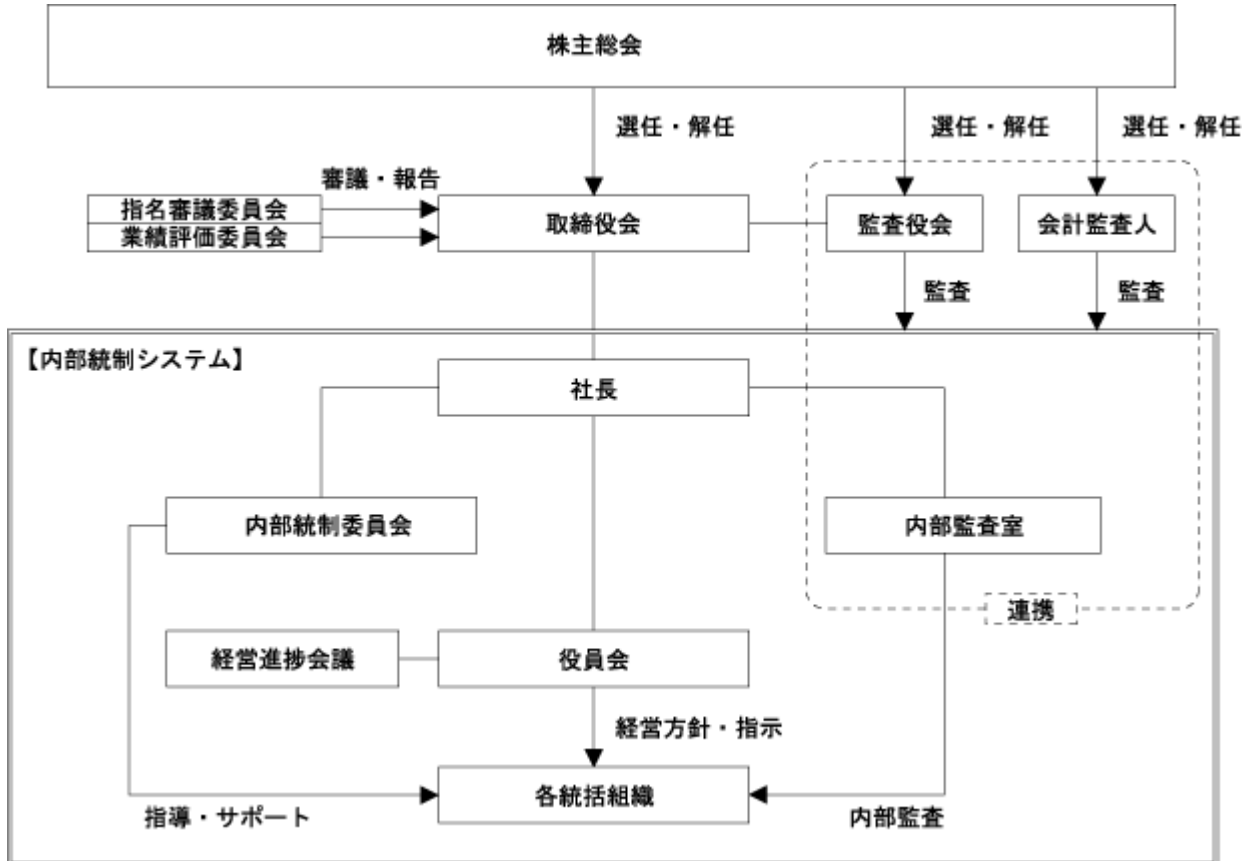 株主総会
選任・解任
選任・解任
選任・解任
審議・報告
指名審議委員会
業績評価委員会
取締役会
監査役会
会計監査人
監査
監査
【内部統制システム】
社長
内部統制委員会
内部監査室
連携
経営進捗会議
役員会
経営方針・指示
各統括組織
指導・サポート
内部監査